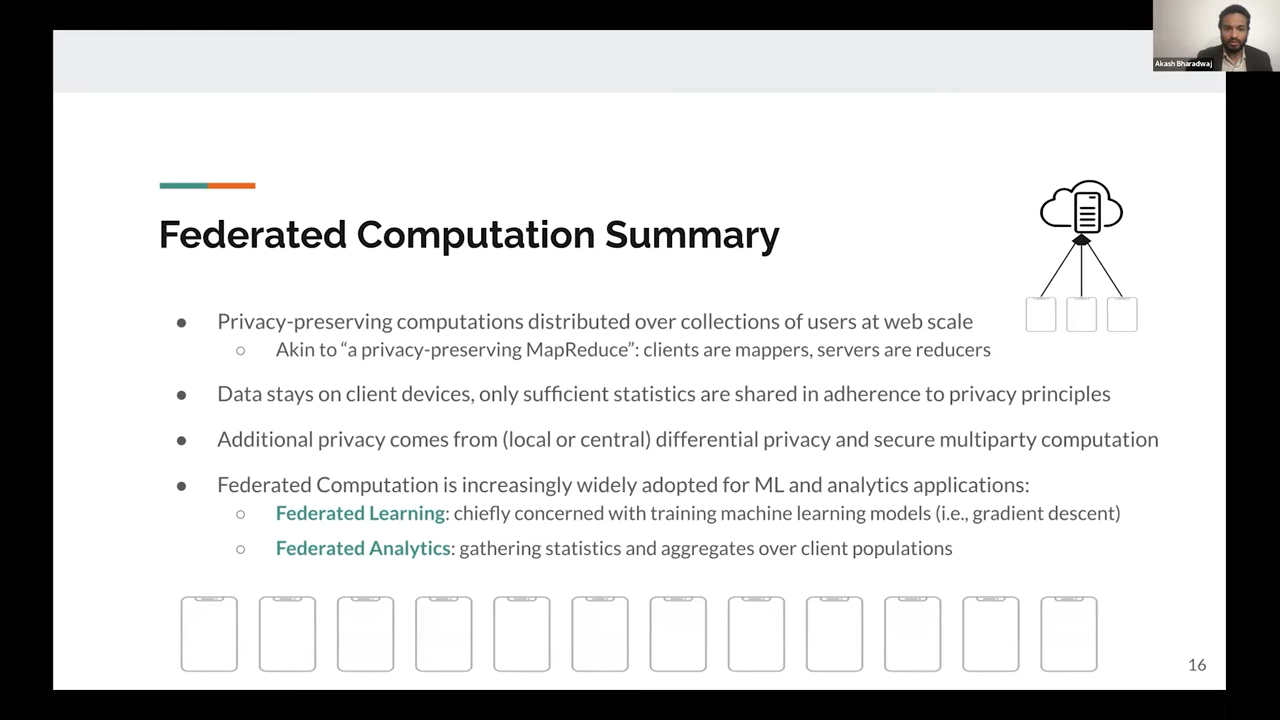 Akash Bharadwaj
Federated Computation Summary
● Privacy-preserving computations distributed over collections of users at web scale
○ Akin to “a privacy-preserving MapReduce”: clients are mappers, servers are reducers
● Data stays on client devices, only sufficient statistics are shared in adherence to privacy principles
● Additional privacy comes from (local or central) differential privacy and secure multiparty computation
● Federated Computation is increasingly widely adopted for ML and analytics applications:
○ Federated Learning: chiefly concerned with training machine learning models (i.e., gradient descent)
○ Federated Analytics: gathering statistics and aggregates over client populations
16